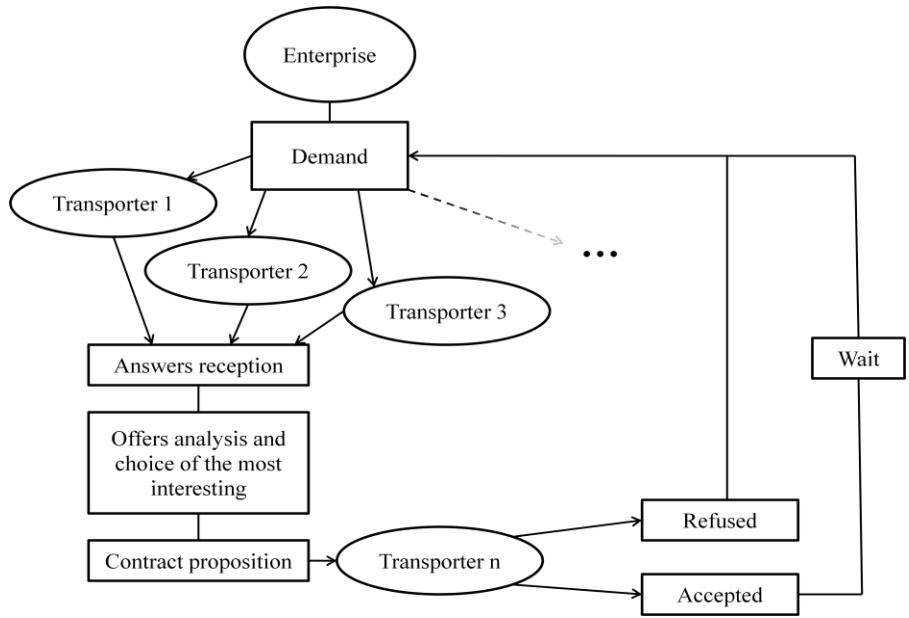 Enterprise
Demand
Transporter 1
Transporter 2
...
Transporter 3
Answers reception
Wait
Offers analysis and
choice of the most
interesting
Refused
Contract proposition
Transporter n
Accepted